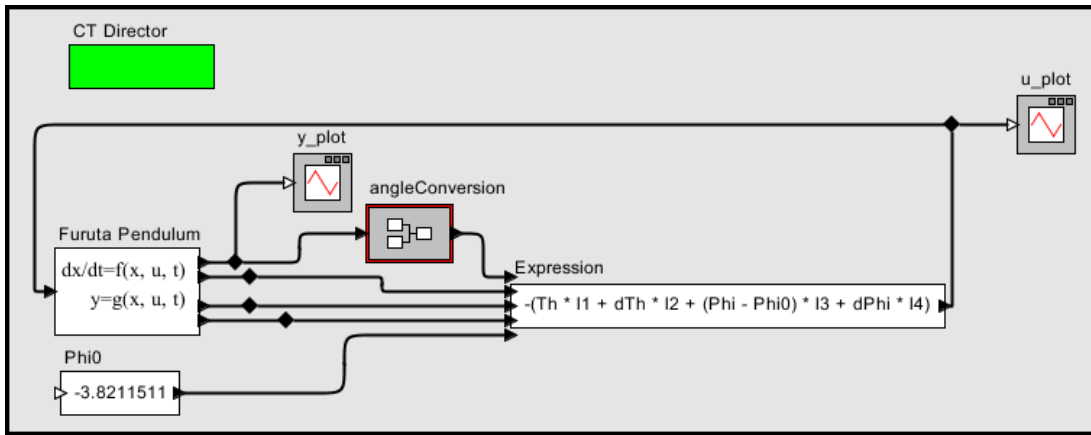 CT Director
u_plot
y_plot
angleConversion
Furuta Pendulum
dx/dt=f(x, u, t)
y=g(x, u, t)
Expression
-(Th * l1 + dTh * l2 + (Phi - Phi0) * l3 + dPhi * l4)
Phi0
-3.8211511